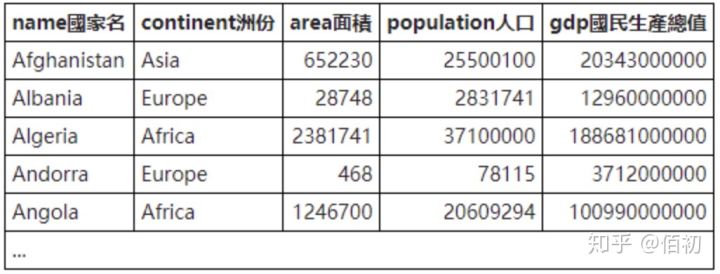 name國家名 continent洲份 area面積 population人口 gdp國民生產總值
Afghanistan Asia 652230 25500100 20343000000
Albania Europe 28748 2831741 12960000000
Algeria Africa 2381741 37100000 188681000000
Andorra Europe 468 78115 3712000000
Angola Africa 1246700 20609294 100990000000
...
知乎 @佰初